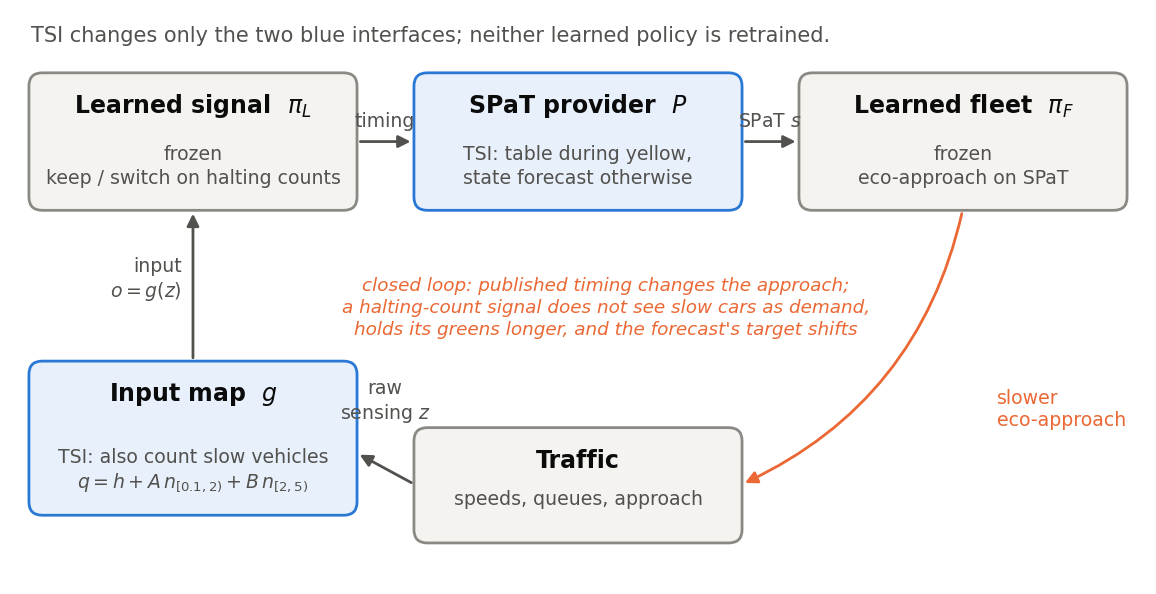 TSI changes only the two blue interfaces; neither learned policy is retrained.
Learned signal π_L
frozen
keep / switch on halting counts
timing
SPaT provider P
TSI: table during yellow,
state forecast otherwise
SPaT s
Learned fleet π_F
frozen
eco-approach on SPaT
input
o = g(z)
closed loop: published timing changes the approach;
a halting-count signal does not see slow cars as demand,
holds its greens longer, and the forecast's target shifts
Input map g
TSI: also count slow vehicles
q = h + A n_[0.1, 2) + B n_[2, 5)
raw
sensing z
Traffic
speeds, queues, approach
slower
eco-approach